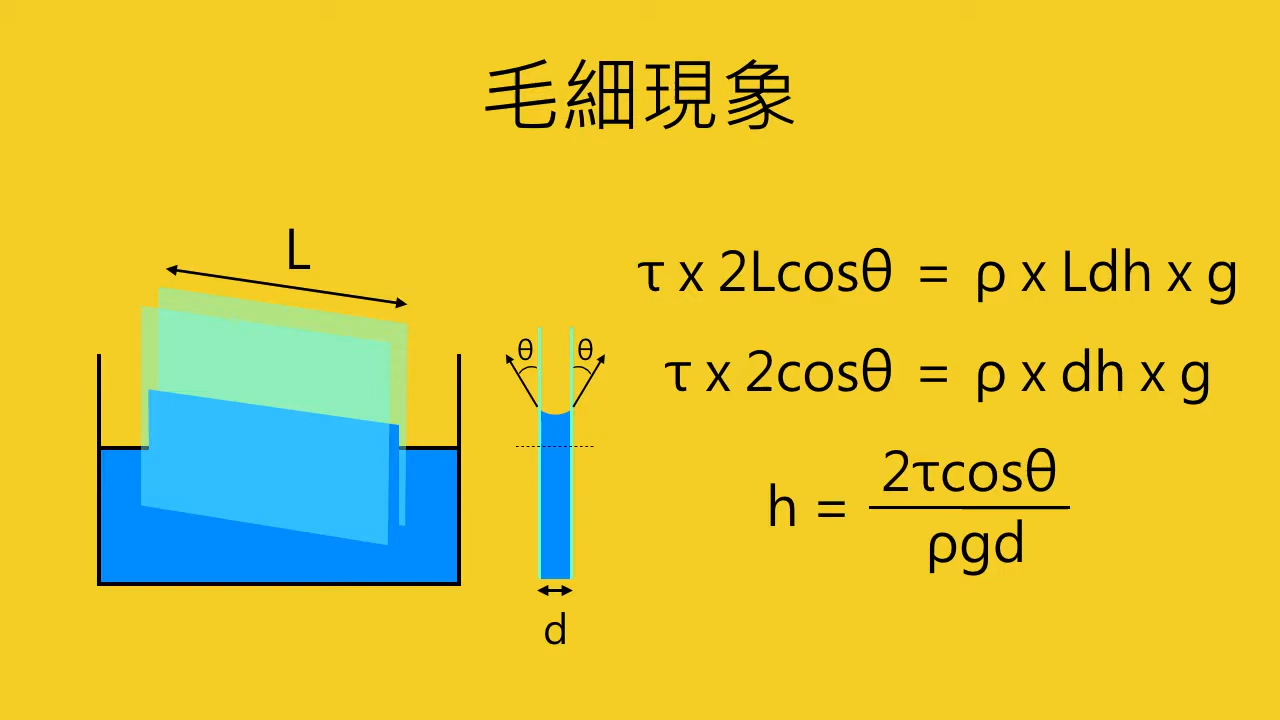 毛細現象
L
τ x 2Lcosθ = ρ x Ldh x g
θ θ
τ x 2cosθ = ρ x dh x g
h = 2τcosθ / ρgd
d